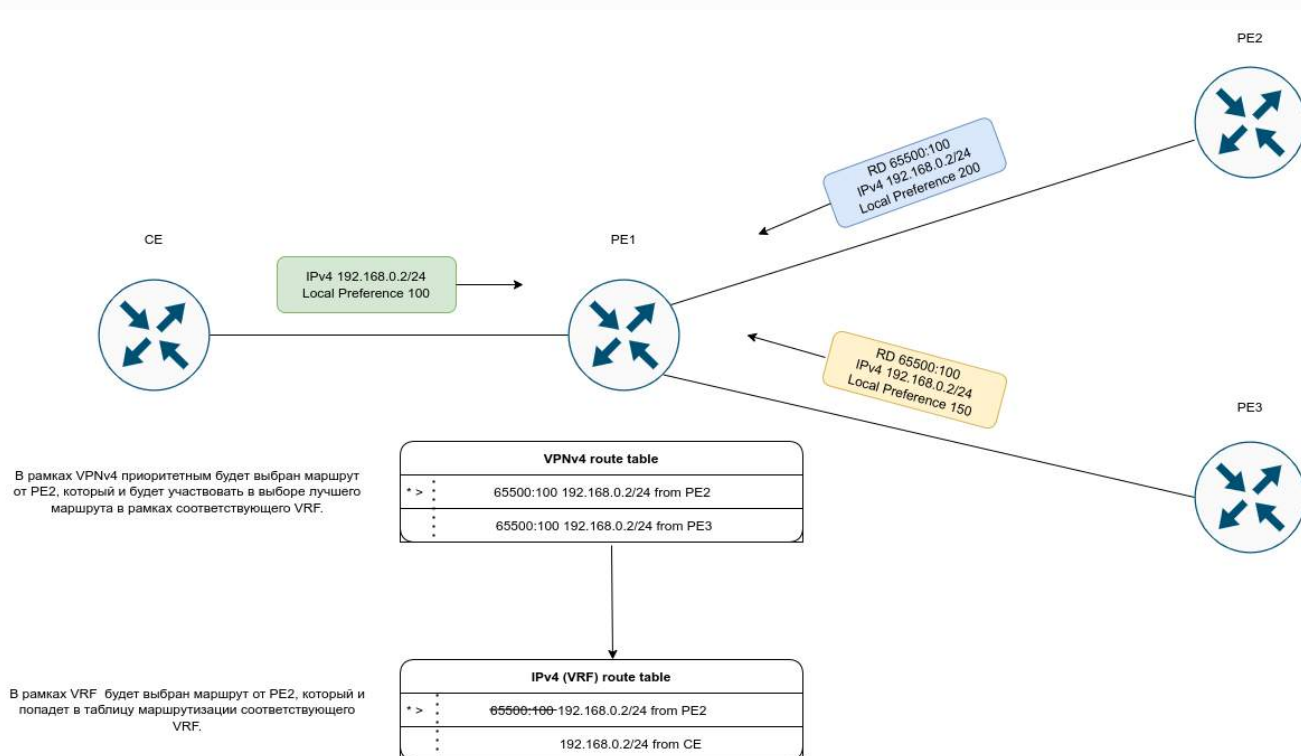 PE2
RD 65500:100
IPv4 192.168.0.2/24
Local Preference 200
CE
PE1
IPv4 192.168.0.2/24
Local Preference 100
RD 65500:100
IPv4 192.168.0.2/24
Local Preference 150
PE3
В рамках VPNv4 приоритетным будет выбран маршрут
от PE2, который и будет участвовать в выборе лучшего
маршрута в рамках соответствующего VRF.
VPNv4 route table
* > 65500:100 192.168.0.2/24 from PE2
65500:100 192.168.0.2/24 from PE3
В рамках VRF будет выбран маршрут от PE2, который и
попадет в таблицу маршрутизации соответствующего
VRF.
IPv4 (VRF) route table
* > 65500:100 192.168.0.2/24 from PE2
192.168.0.2/24 from CE